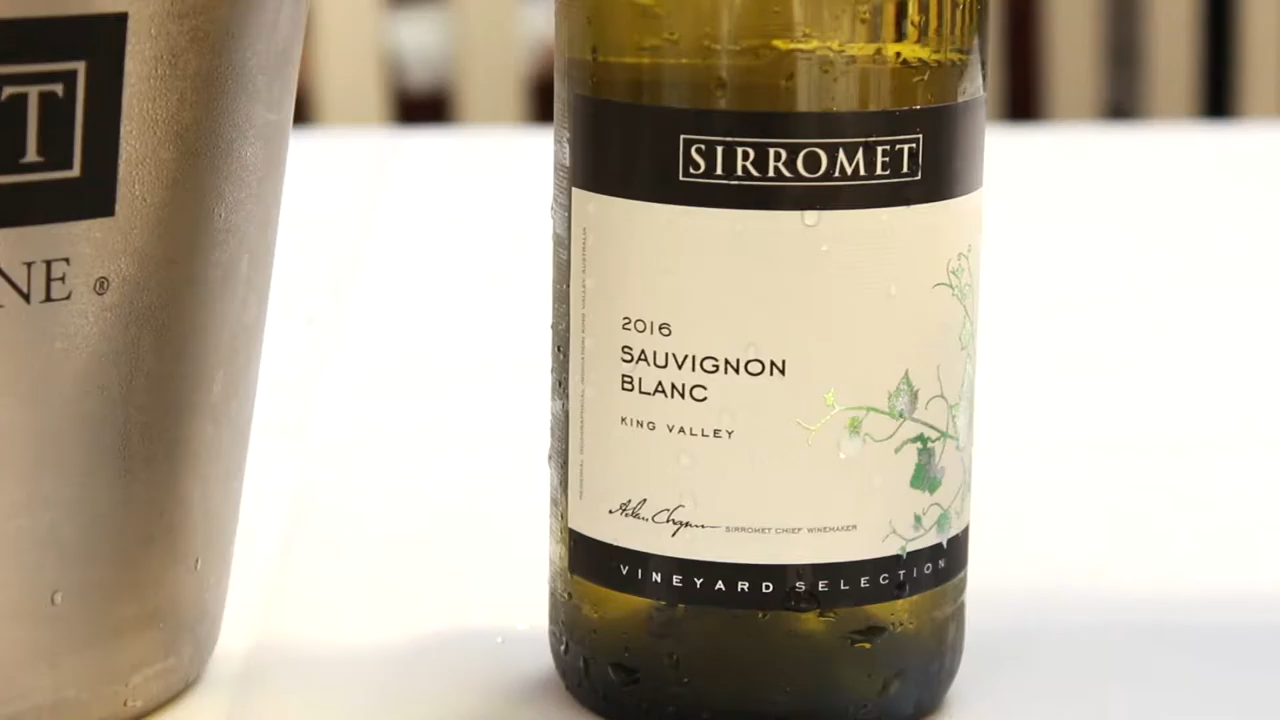 T
NE ®
SIRROMET
2016
SAUVIGNON
BLANC
KING VALLEY
SIRROMET CHIEF WINEMAKER
VINEYARD SELECTION